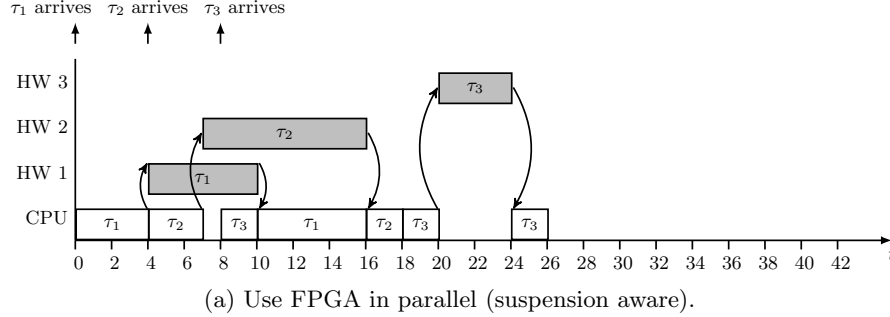 τ1 arrives τ2 arrives τ3 arrives
HW 3 τ3
HW 2 τ2
HW 1 τ1
CPU τ1 τ2 τ3 τ1 τ2 τ3 τ3
0 2 4 6 8 10 12 14 16 18 20 22 24 26 28 30 32 34 36 38 40 42
(a) Use FPGA in parallel (suspension aware).